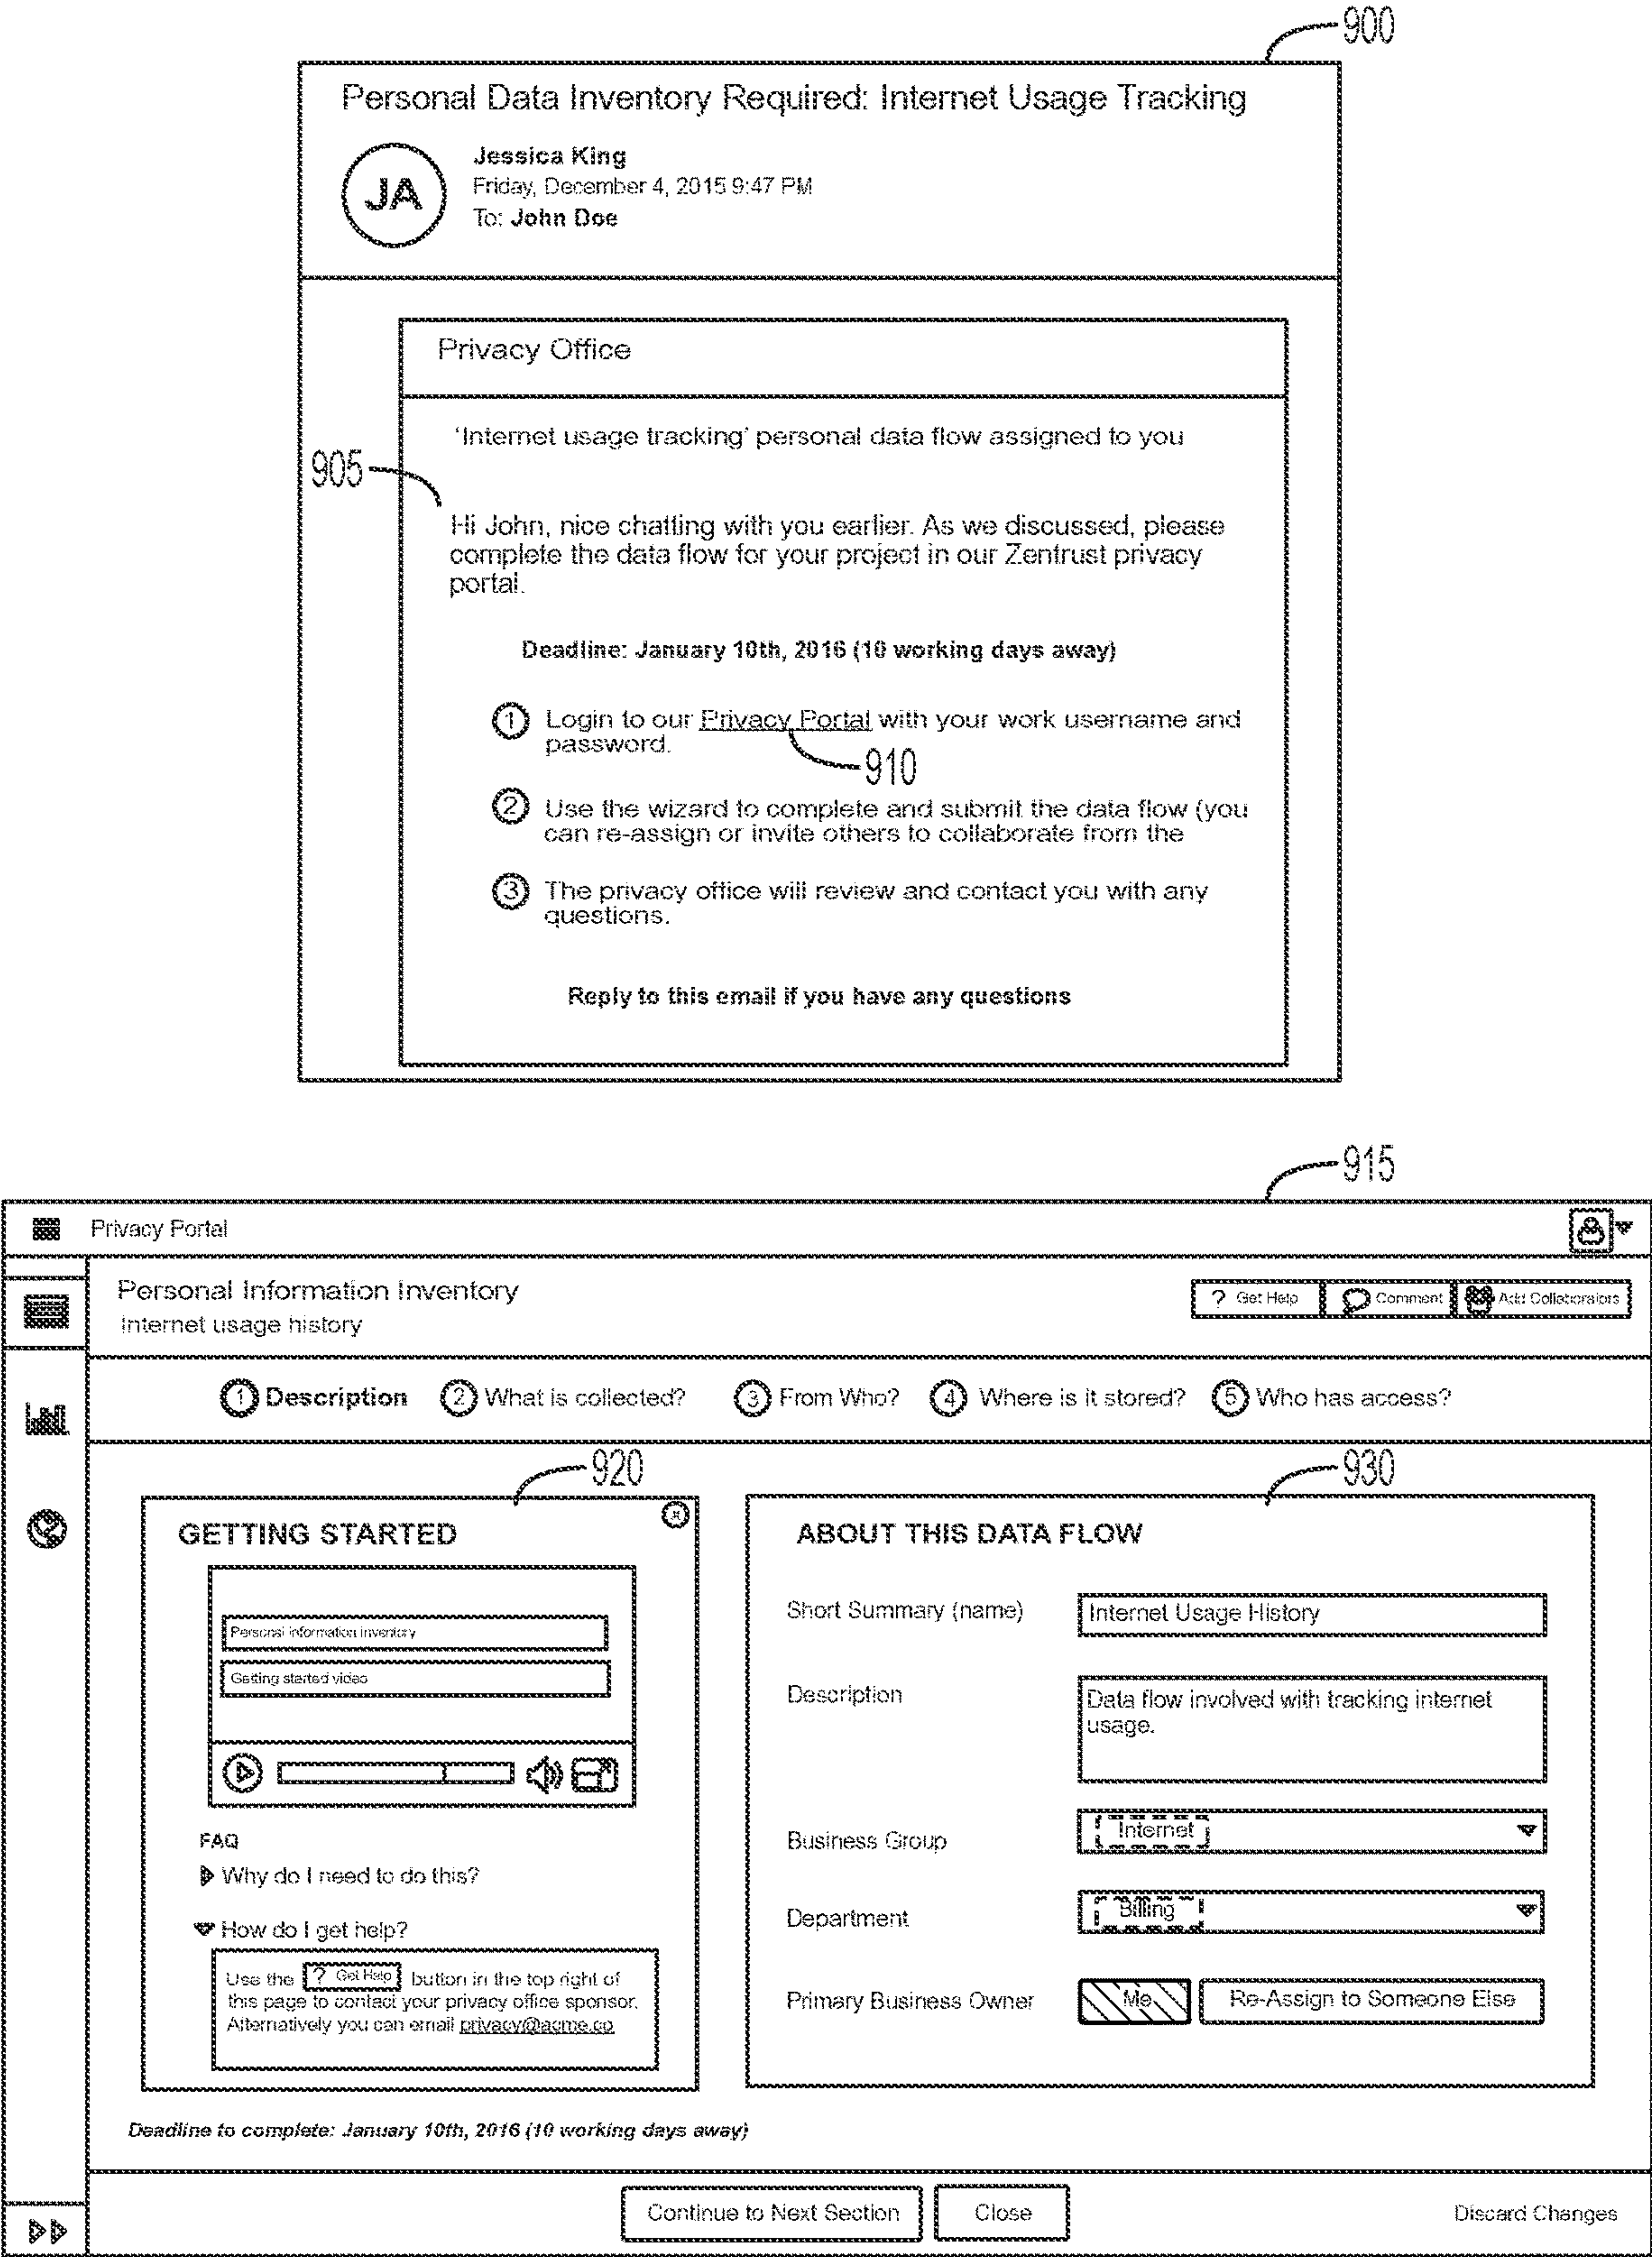 900
Personal Data Inventory Required: Internet Usage Tracking
JA
Jessica King
Friday, December 4, 2015 9:47 PM
To: John Doe
Privacy Office
'Internet usage tracking' personal data flow assigned to you
905
Hi John, nice chatting with you earlier. As we discussed, please
complete the data flow for your project in our Zentrust privacy
portal.
Deadline: January 10th, 2016 (10 working days away)
1 Login to our Privacy Portal with your work username and
password.
910
2 Use the wizard to complete and submit the data flow (you
can re-assign or invite others to collaborate from the
3 The privacy office will review and contact you with any
questions.
Reply to this email if you have any questions
915
Privacy Portal
Personal Information Inventory
Internet usage history
? Get Help
Comment
Add Collaborators
1 Description 2 What is collected? 3 From Who? 4 Where is it stored? 5 Who has access?
920
GETTING STARTED
x
Personal information inventory
Getting started video
FAQ
Why do I need to do this?
How do I get help?
Use the ? Get Help button in the top right of
this page to contact your privacy office sponsor.
Alternatively you can email privacy@acme.co
930
ABOUT THIS DATA FLOW
Short Summary (name) Internet Usage History
Description
Data flow involved with tracking internet
usage.
Business Group Internet
Department Billing
Primary Business Owner Me Re-Assign to Someone Else
Deadline to complete: January 10th, 2016 (10 working days away)
Continue to Next Section Close Discard Changes